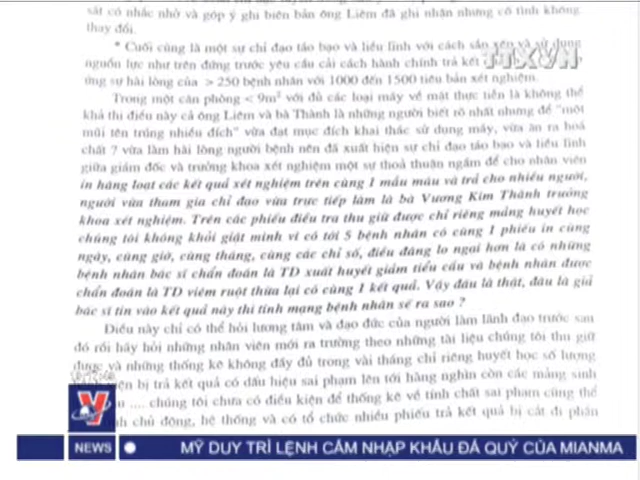 sát có nhắc nhở và góp ý ghi biên bản ông Liêm đã ghi nhận nhưng cố tình không
thay đổi.
* Cuối cùng là một sự chỉ đạo táo bạo và liều lĩnh với cách sắp xếp và sử dụng
nguồn lực như trên đứng trước yêu cầu cải cách hành chính trả kết
TTXVN
ứng sự hài lòng của > 250 bệnh nhân với 1000 đến 1500 tiêu bản xét nghiệm.
Trong một căn phòng < 9m² với đủ các loại máy về mặt thực tiễn là không thể
khả thi điều này cả ông Liêm và bà Thành là những người biết rõ nhất nhưng để "một
mũi tên trúng nhiều đích" vừa đạt mục đích khai thác sử dụng máy, vừa ăn ra hoá
chất ? vừa làm hài lòng người bệnh nên đã xuất hiện sự chỉ đạo táo bạo và liều lĩnh
giữa giám đốc và trưởng khoa xét nghiệm một sự thoả thuận ngầm để cho nhân viên
in hàng loạt các kết quả xét nghiệm trên cùng 1 mẫu máu và trả cho nhiều người,
người vừa tham gia chỉ đạo vừa trực tiếp làm là bà Vương Kim Thành trưởng
khoa xét nghiệm. Trên các phiếu điều tra thu giữ được chỉ riêng mảng huyết học
chúng tôi không khỏi giật mình vì có tới 5 bệnh nhân có cùng 1 phiếu in cùng
ngày, cùng giờ, cùng tháng, cùng các chỉ số, điều đáng lo ngại hơn là có những
bệnh nhân bác sĩ chẩn đoán là TD xuất huyết giảm tiểu cầu và bệnh nhân được
chẩn đoán là TD viêm ruột thừa lại có cùng 1 kết quả. Vậy đâu là thật, đâu là giả
bác sĩ tin vào kết quả này thì tính mạng bệnh nhân sẽ ra sao ?
Điều này chỉ có thể hỏi lương tâm và đạo đức của người làm lãnh đạo trước sau
đó rồi hãy hỏi những nhân viên mới ra trường theo những tài liệu chúng tôi thu giữ
được và những thống kê không đầy đủ trong vài tháng chỉ riêng huyết học số lượng
bị trả kết quả có dấu hiệu sai phạm lên tới hàng nghìn còn các mảng sinh
.... chúng tôi chưa có điều kiện để thống kê về tính chất sai phạm cũng thể
chủ động, hệ thống và có tổ chức nhiều phiếu trả kết quả bị cắt đi phần
V
NEWS
MỸ DUY TRÌ LỆNH CẤM NHẬP KHẨU ĐÁ QUÝ CỦA MIANMA